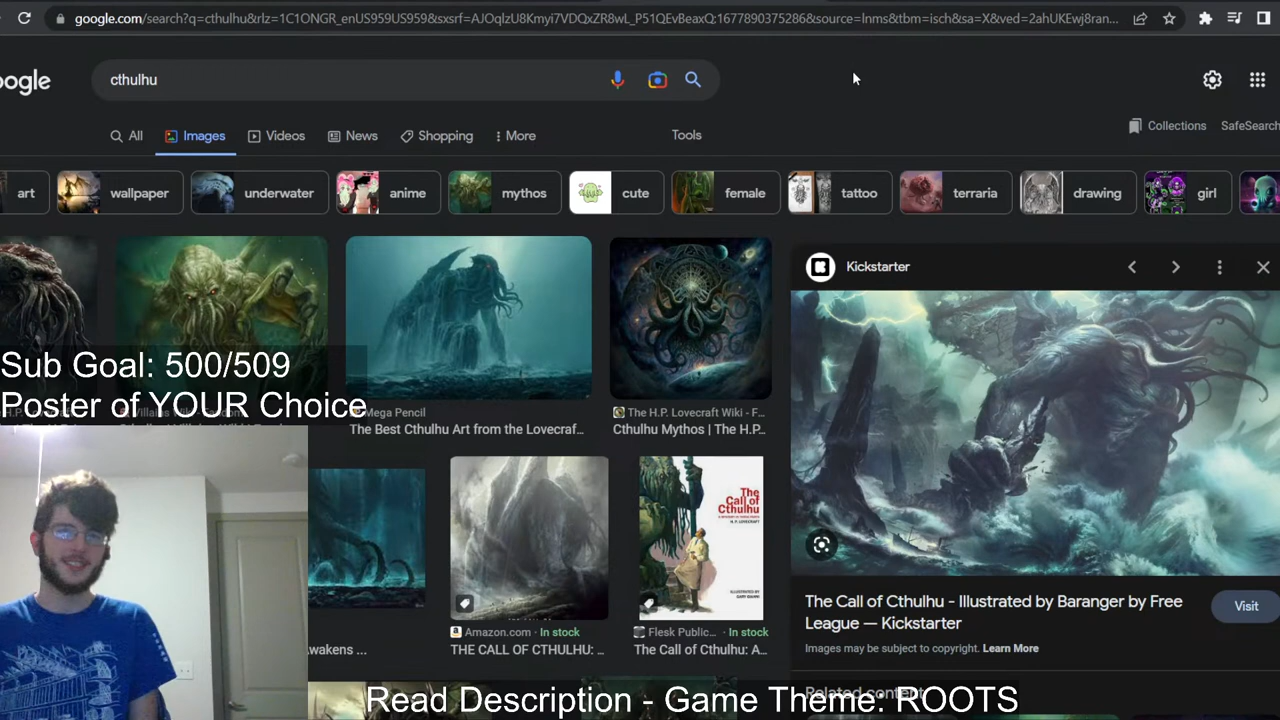 google.com/search?q=cthulhu&rlz=1C1ONGR_enUS959US959&sxsrf=AJOqlzU8Kmyi7VDQxZR8wL_P51QEvBeaxQ:1677890375286&source=lnms&tbm=isch&sa=X&ved=2ahUKEwj8ran...
oogle
cthulhu
All
Images
Videos
News
Shopping
More
Tools
Collections
SafeSearch
art
wallpaper
underwater
anime
mythos
cute
female
tattoo
terraria
drawing
girl
Kickstarter
Sub Goal: 500/509
Poster of YOUR Choice
Mega Pencil
The Best Cthulhu Art from the Lovecraf...
The H.P. Lovecraft Wiki - F...
Cthulhu Mythos | The H.P...
The Call of Cthulhu
H.P. LOVECRAFT
The Call of Cthulhu - Illustrated by Baranger by Free
League — Kickstarter
Visit
Images may be subject to copyright. Learn More
wakens ...
Amazon.com · In stock
THE CALL OF CTHULHU: ...
Flesk Public... · In stock
The Call of Cthulhu: A...
Related content
Read Description - Game Theme: ROOTS